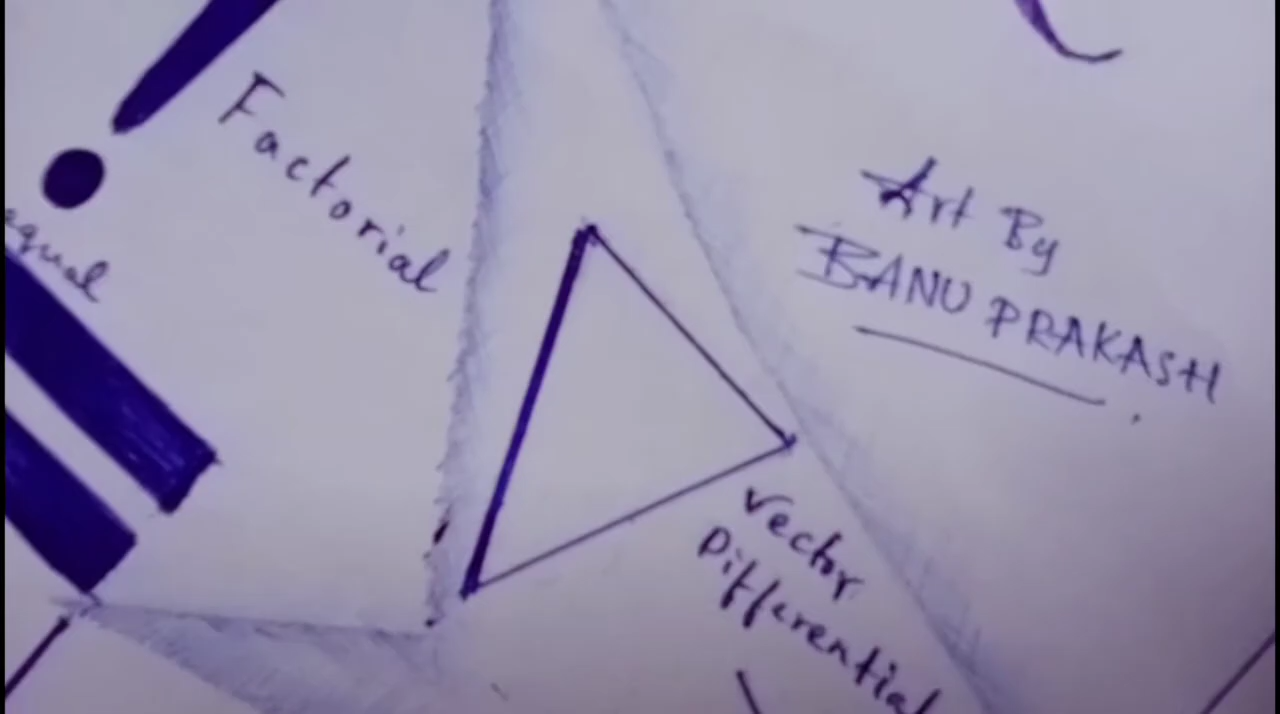 Factorial
equal
Art By
BANU PRAKASH
Vector
Differential